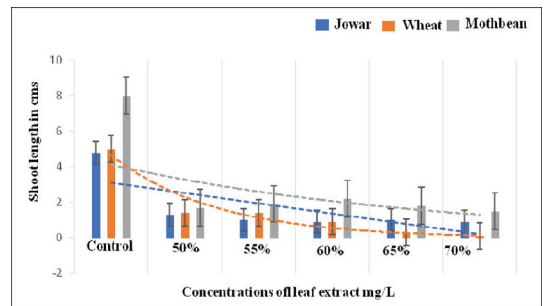 Jowar Wheat Mothbean
10
8
6
4
2
0
-2
Shoot length in cms
Control 50% 55% 60% 65% 70%
Concentrations of leaf extract mg/L